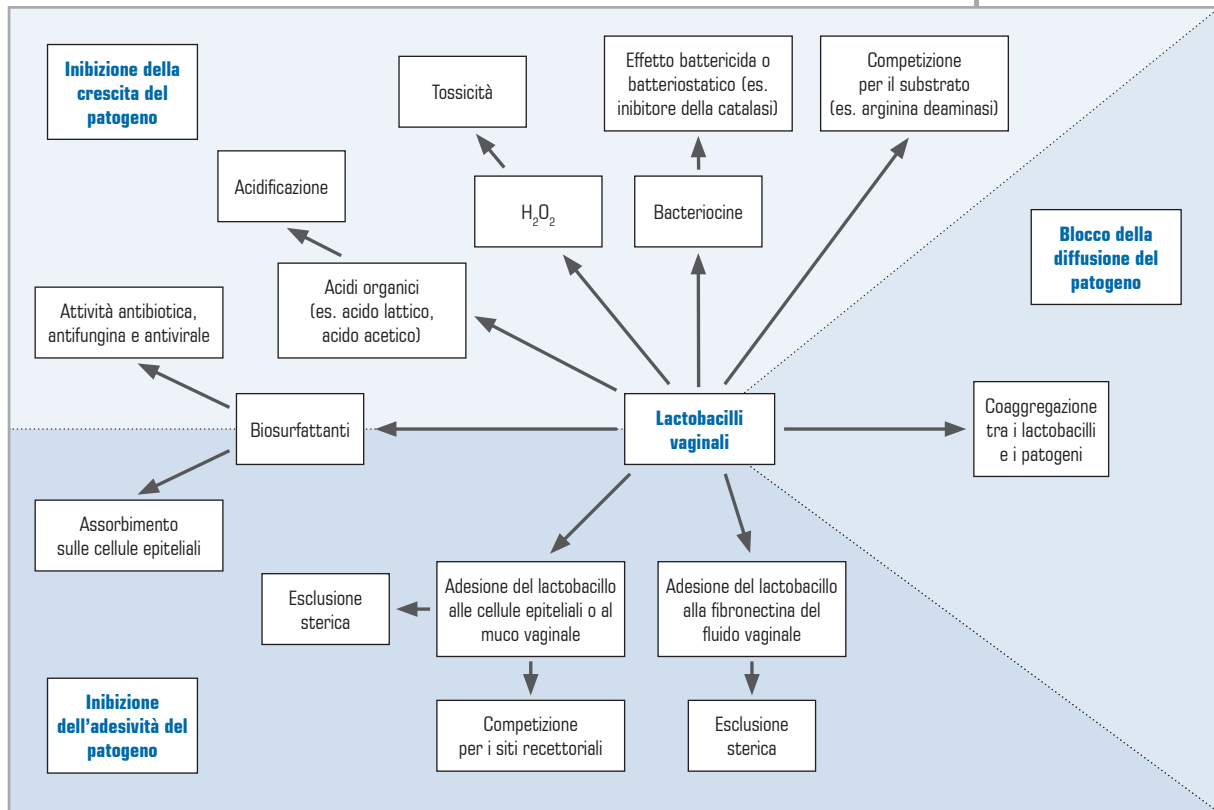 Inibizione della
crescita del
patogeno
Tossicità
Effetto battericida o
batteriostatico (es.
inibitore della catalasi)
Competizione
per il substrato
(es. arginina deaminasi)
Acidificazione
H₂O₂
Bacteriocine
Blocco della
diffusione del
patogeno
Acidi organici
(es. acido lattico,
acido acetico)
Attività antibiotica,
antifungina e antivirale
Biosurfattanti
Lactobacilli
vaginali
Coaggregazione
tra i lactobacilli
e i patogeni
Assorbimento
sulle cellule epiteliali
Esclusione
sterica
Adesione del lactobacillo
alle cellule epiteliali o al
muco vaginale
Adesione del lactobacillo
alla fibronectina del
fluido vaginale
Inibizione
dell'adesività del
patogeno
Competizione
per i siti recettoriali
Esclusione
sterica